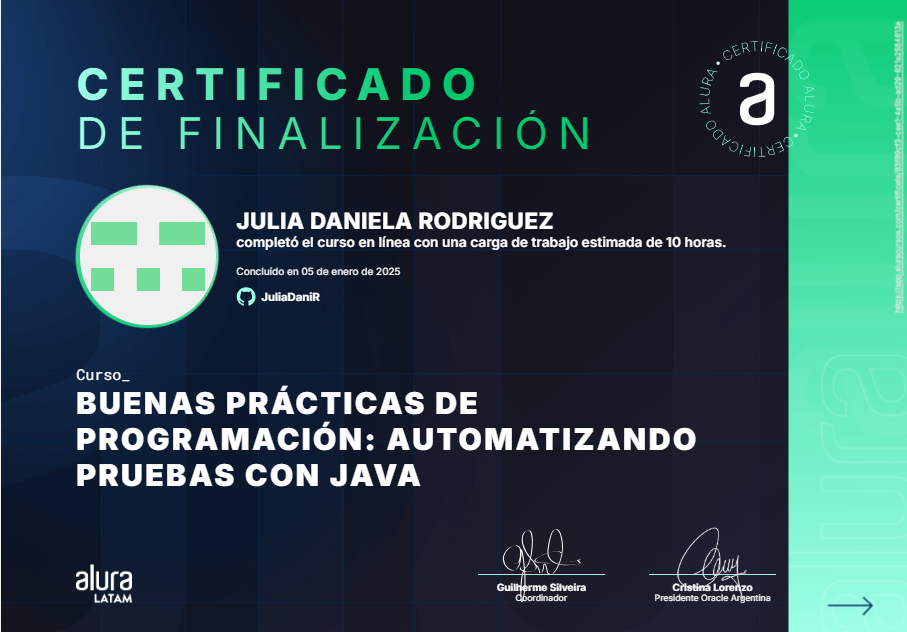 CERTIFICADO
DE FINALIZACIÓN
CERTIFICADO ALURA • CERTIFICADO ALURA •
a
JULIA DANIELA RODRIGUEZ
completó el curso en línea con una carga de trabajo estimada de 10 horas.
Concluído en 05 de enero de 2025
JuliaDaniR
Curso_
BUENAS PRÁCTICAS DE
PROGRAMACIÓN: AUTOMATIZANDO
PRUEBAS CON JAVA
alura
LATAM
Guilherme Silveira
Coordinador
Cristina Lorenzo
Presidente Oracle Argentina
alura